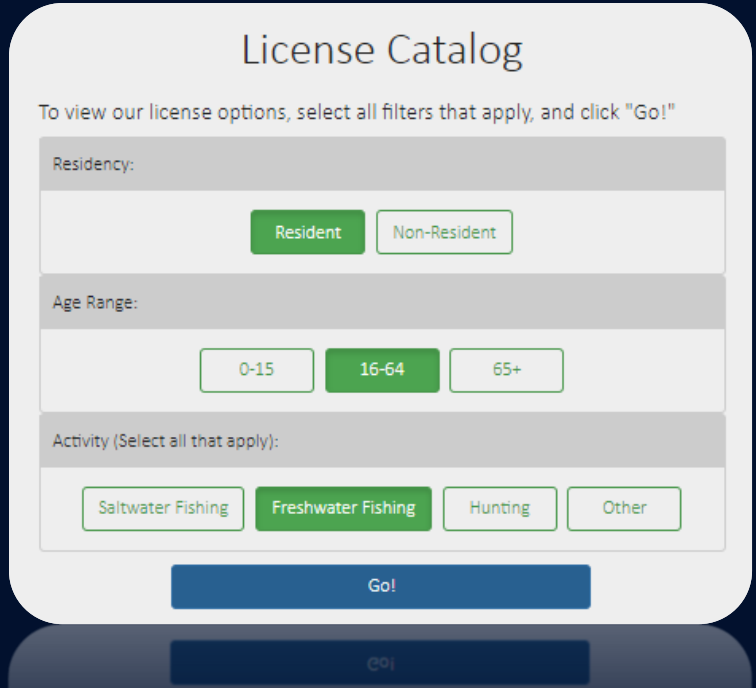 License Catalog
To view our license options, select all filters that apply, and click "Go!"
Residency:
Resident Non-Resident
Age Range:
0-15 16-64 65+
Activity (Select all that apply):
Saltwater Fishing Freshwater Fishing Hunting Other
Go!
Go!